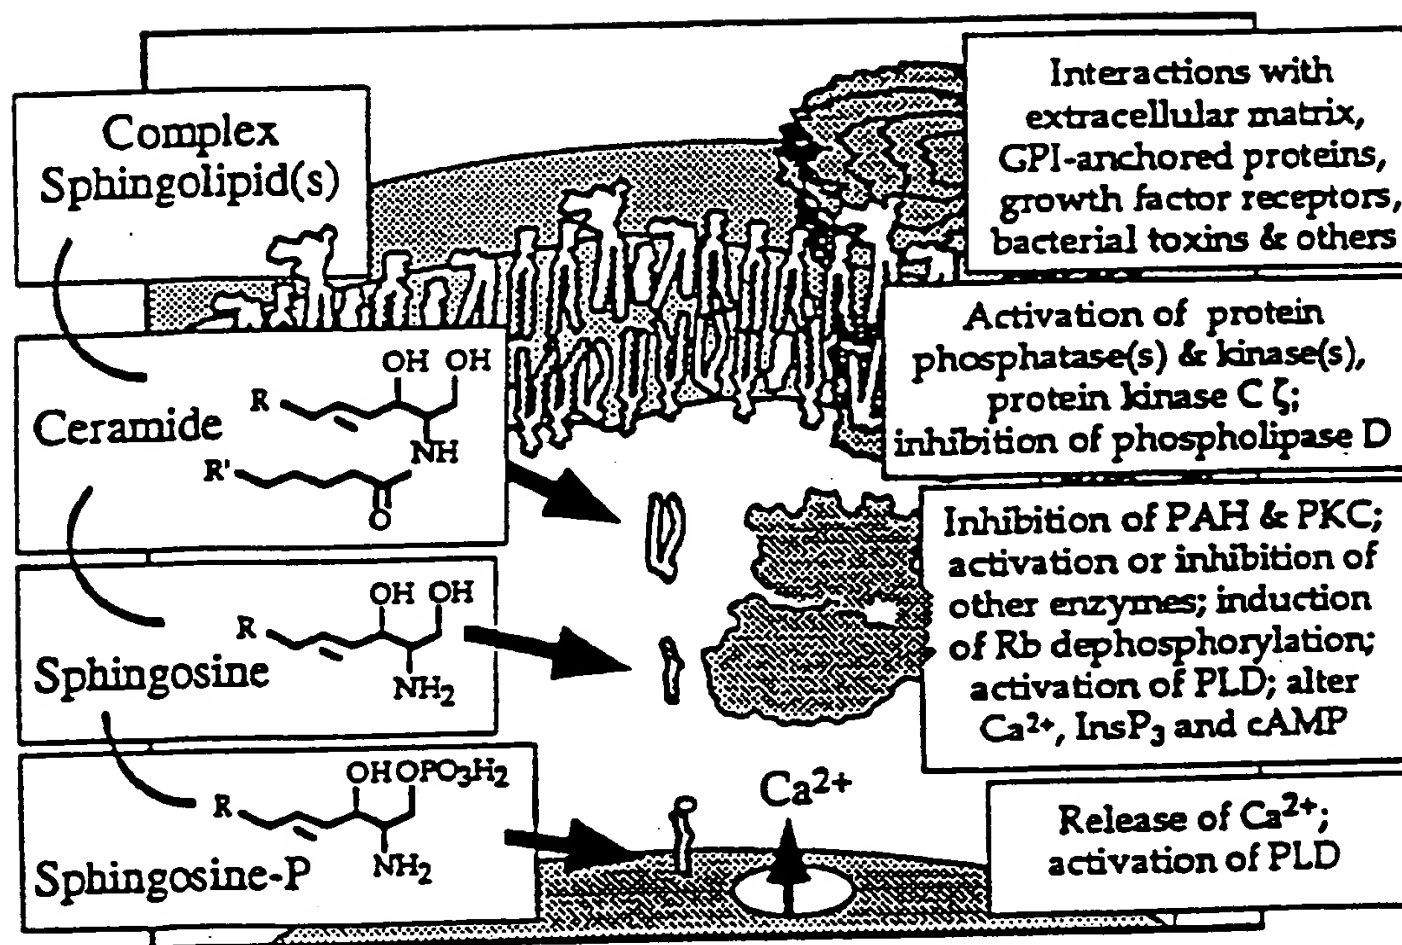 Complex
Sphingolipid(s)
Interactions with
extracellular matrix,
GPI-anchored proteins,
growth factor receptors,
bacterial toxins & others
OH OH
R
Ceramide
NH
R'
O
Activation of protein
phosphatase(s) & kinase(s),
protein kinase C ζ;
inhibition of phospholipase D
OH OH
R
Sphingosine
NH2
Inhibition of PAH & PKC;
activation or inhibition of
other enzymes; induction
of Rb dephosphorylation;
activation of PLD; alter
Ca2+, InsP3 and cAMP
OH OPO3H2
R
NH2
Sphingosine-P
Ca2+
Release of Ca2+;
activation of PLD